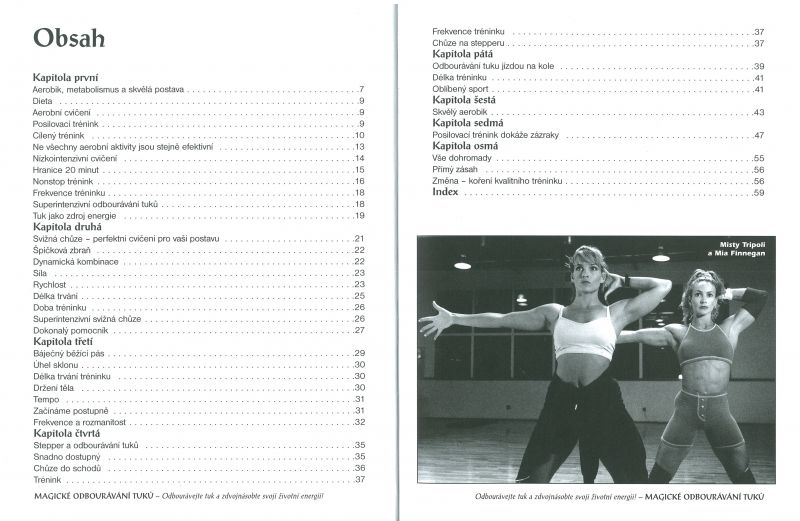 Obsah
Kapitola první
Aerobik, metabolismus a skvělá postava . . . . . . . . . . 7
Dieta . . . . . . . . . . 9
Aerobní cvičení . . . . . . . . . . 9
Posilovací trénink . . . . . . . . . . 9
Cílený trénink . . . . . . . . . . 10
Ne všechny aerobní aktivity jsou stejně efektivní . . . . . . . . . . 13
Nízkointenzivní cvičení . . . . . . . . . . 14
Hranice 20 minut . . . . . . . . . . 15
Nonstop trénink . . . . . . . . . . 16
Frekvence tréninku . . . . . . . . . . 18
Superintenzivní odbourávání tuků . . . . . . . . . . 18
Tuk jako zdroj energie . . . . . . . . . . 19
Kapitola druhá
Svižná chůze – perfektní cvičení pro vaši postavu . . . . . . . . . . 21
Špičková zbraň . . . . . . . . . . 22
Dynamická kombinace . . . . . . . . . . 22
Síla . . . . . . . . . . 23
Rychlost . . . . . . . . . . 23
Délka trvání . . . . . . . . . . 25
Doba tréninku . . . . . . . . . . 26
Superintenzivní svižná chůze . . . . . . . . . . 26
Dokonalý pomocník . . . . . . . . . . 27
Kapitola třetí
Báječný běžící pás . . . . . . . . . . 29
Úhel sklonu . . . . . . . . . . 30
Délka trvání tréninku . . . . . . . . . . 30
Držení těla . . . . . . . . . . 30
Tempo . . . . . . . . . . 31
Začínáme postupně . . . . . . . . . . 31
Frekvence a rozmanitost . . . . . . . . . . 32
Kapitola čtvrtá
Stepper a odbourávání tuků . . . . . . . . . . 35
Snadno dostupný . . . . . . . . . . 35
Chůze do schodů . . . . . . . . . . 36
Trénink . . . . . . . . . . 37
MAGICKÉ ODBOURÁVÁNÍ TUKŮ – Odbourávejte tuk a zdvojnásobte svoji životní energii!
Frekvence tréninku . . . . . . . . . . 37
Chůze na stepperu . . . . . . . . . . 37
Kapitola pátá
Odbourávání tuku jízdou na kole . . . . . . . . . . 39
Délka tréninku . . . . . . . . . . 41
Oblíbený sport . . . . . . . . . . 41
Kapitola šestá
Skvělý aerobik . . . . . . . . . . 43
Kapitola sedmá
Posilovací trénink dokáže zázraky . . . . . . . . . . 47
Kapitola osmá
Vše dohromady . . . . . . . . . . 55
Přímý zásah . . . . . . . . . . 56
Změna – koření kvalitního tréninku . . . . . . . . . . 56
Index . . . . . . . . . . 59
Misty Tripoli
a Mia Finnegan
Odbourávejte tuk a zdvojnásobte svoji životní energii! – MAGICKÉ ODBOURÁVÁNÍ TUKŮ